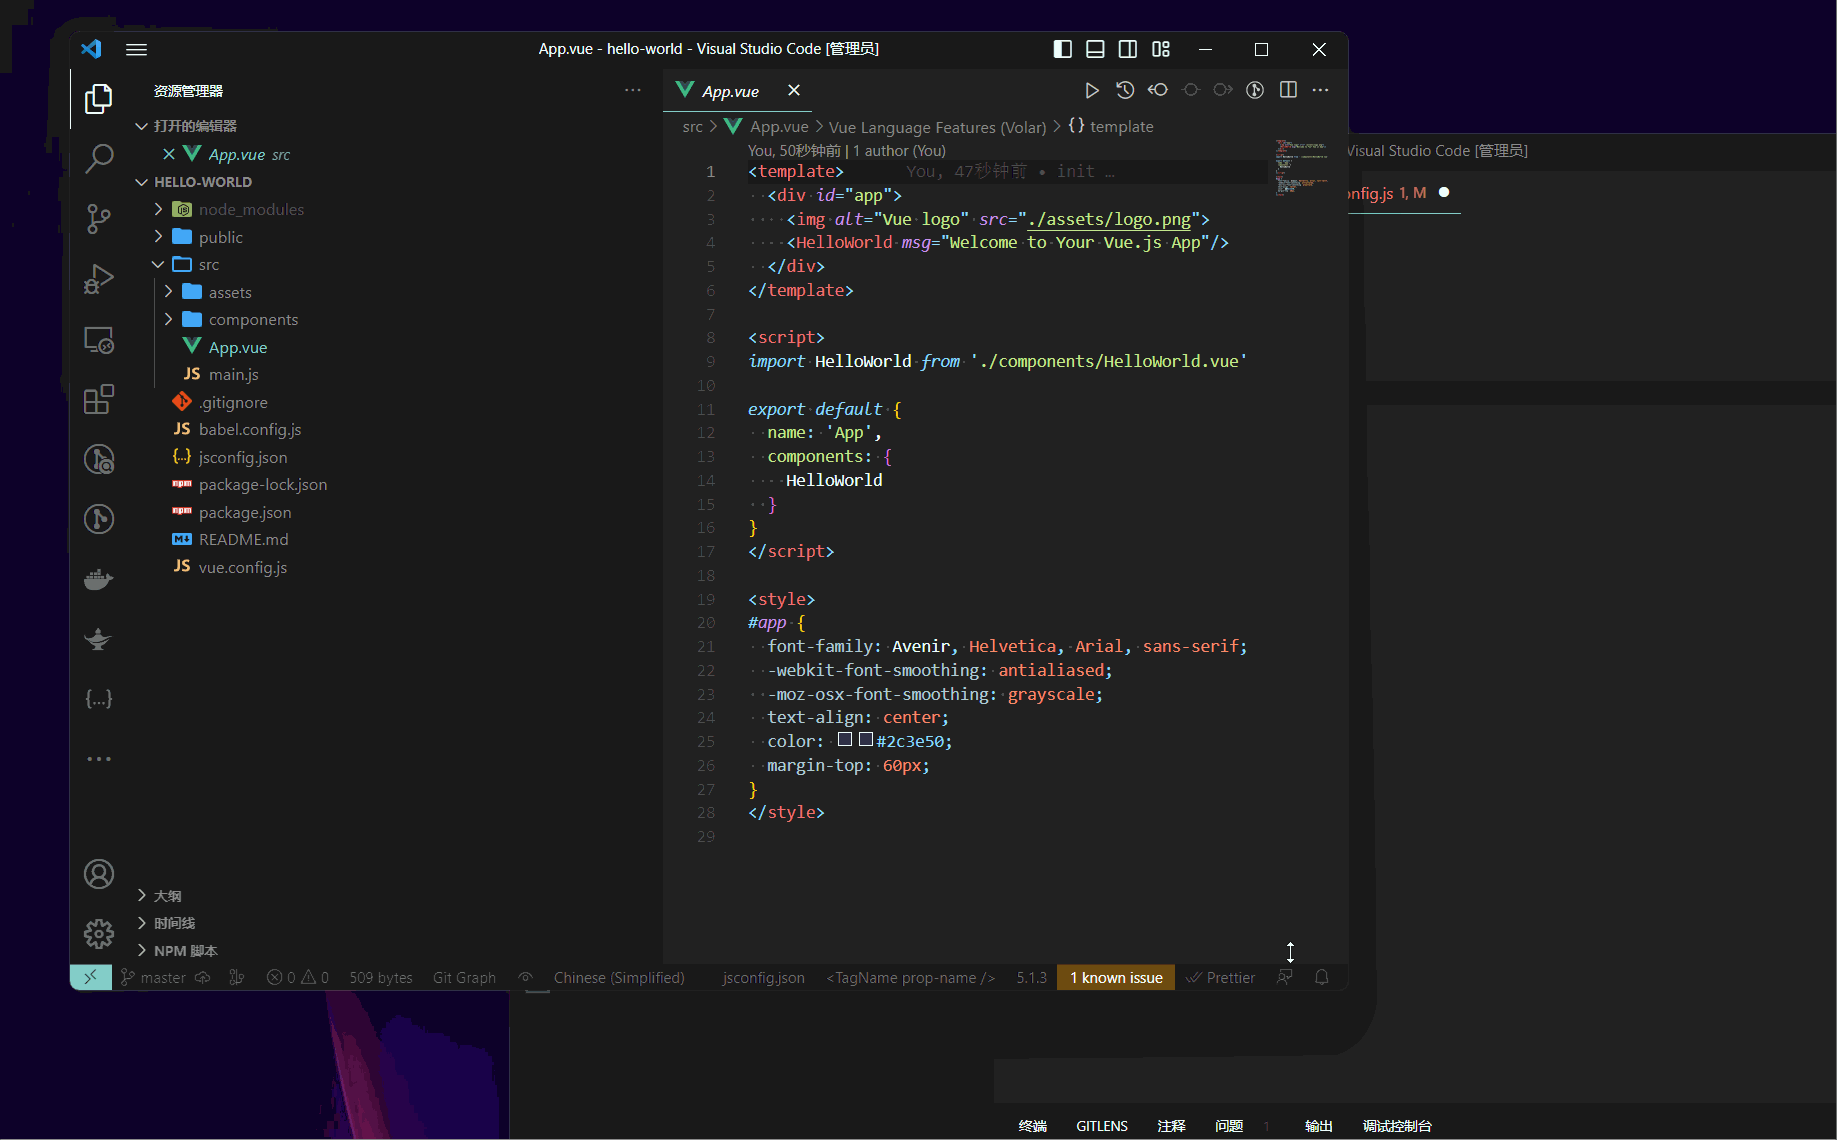 App.vue - hello-world - Visual Studio Code [管理员]
资源管理器
打开的编辑器
App.vue src
HELLO-WORLD
node_modules
public
src
assets
components
App.vue
JS main.js
.gitignore
JS babel.config.js
{..} jsconfig.json
npm package-lock.json
npm package.json
README.md
JS vue.config.js
大纲
时间线
NPM 脚本
App.vue
src > App.vue > Vue Language Features (Volar) > {} template
You, 50秒钟前 | 1 author (You)
1 <template> You, 47秒钟前 • init …
2 ··<div id="app">
3 ····<img alt="Vue logo" src="./assets/logo.png">
4 ····<HelloWorld msg="Welcome·to·Your·Vue.js·App"/>
5 ··</div>
6 </template>
7
8 <script>
9 import·HelloWorld·from·'./components/HelloWorld.vue'
10
11 export·default·{
12 ··name:·'App',
13 ··components:·{
14 ····HelloWorld
15 ··}
16 }
17 </script>
18
19 <style>
20 #app·{
21 ··font-family:·Avenir,·Helvetica,·Arial,·sans-serif;
22 ··-webkit-font-smoothing:·antialiased;
23 ··-moz-osx-font-smoothing:·grayscale;
24 ··text-align:·center;
25 ··color:·#2c3e50;
26 ··margin-top:·60px;
27 }
28 </style>
29
master 0 0 509 bytes Git Graph Chinese (Simplified) jsconfig.json <TagName prop-name /> 5.1.3 1 known issue Prettier
Visual Studio Code [管理员]
nfig.js 1, M
终端 GITLENS 注释 问题 1 输出 调试控制台